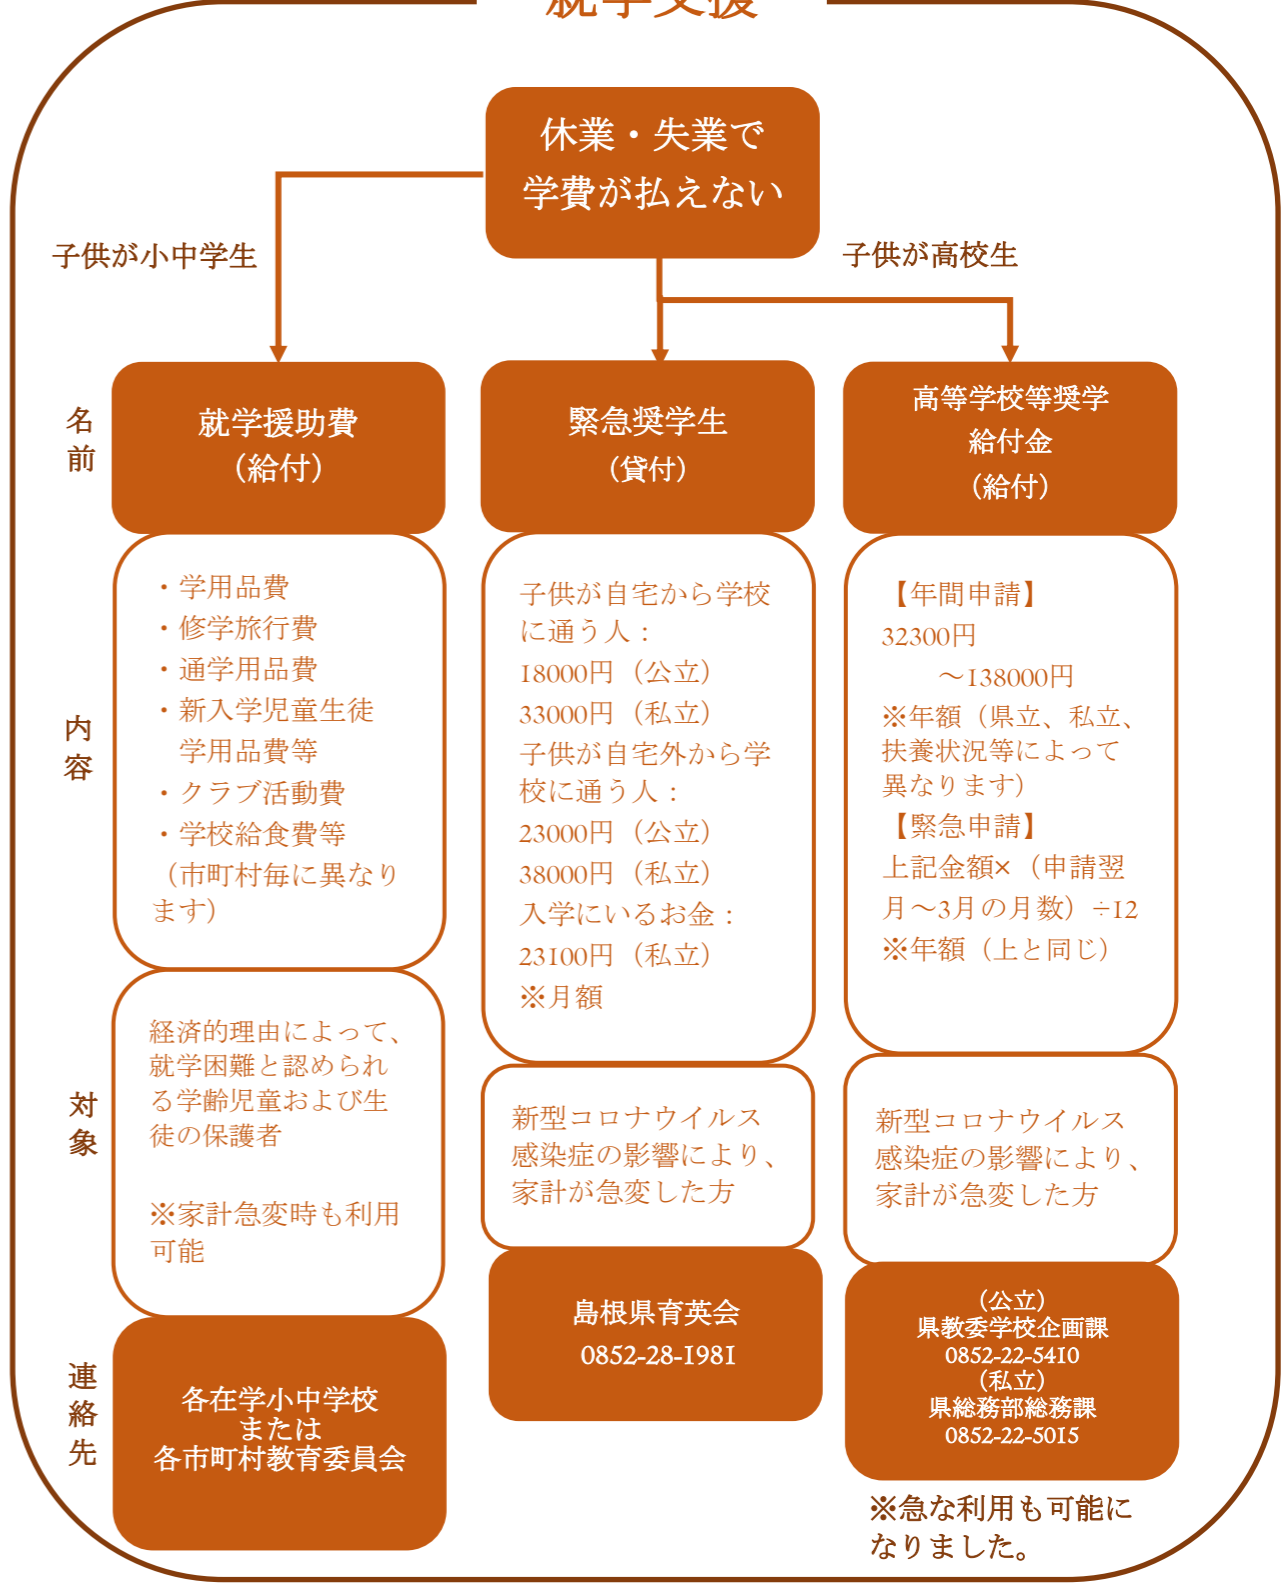 就学支援
休業・失業で
学費が払えない
子供が小中学生
子供が高校生
名前
就学援助費
（給付）
緊急奨学生
（貸付）
高等学校等奨学
給付金
（給付）
内容
・学用品費
・修学旅行費
・通学用品費
・新入学児童生徒
学用品費等
・クラブ活動費
・学校給食費等
（市町村毎に異なり
ます）
子供が自宅から学校
に通う人：
18000円（公立）
33000円（私立）
子供が自宅外から学
校に通う人：
23000円（公立）
38000円（私立）
入学にいるお金：
23100円（私立）
※月額
【年間申請】
32300円
～138000円
※年額（県立、私立、
扶養状況等によって
異なります）
【緊急申請】
上記金額×（申請翌
月～3月の月数）÷12
※年額（上と同じ）
対象
経済的理由によって、
就学困難と認められ
る学齢児童および生
徒の保護者
※家計急変時も利用
可能
新型コロナウイルス
感染症の影響により、
家計が急変した方
新型コロナウイルス
感染症の影響により、
家計が急変した方
連絡先
各在学小中学校
または
各市町村教育委員会
島根県育英会
0852-28-1981
（公立）
県教委学校企画課
0852-22-5410
（私立）
県総務部総務課
0852-22-5015
※急な利用も可能に
なりました。